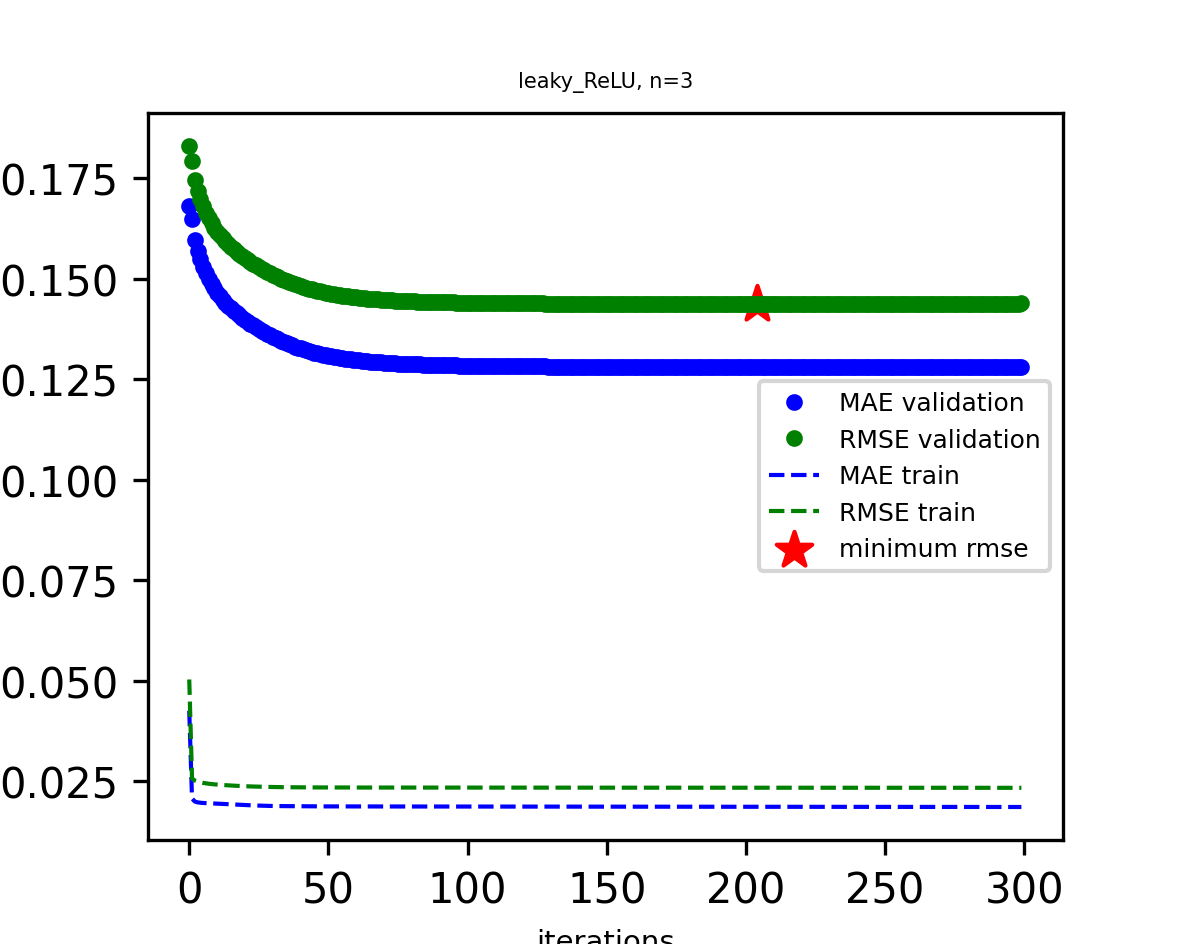 leaky_ReLU, n=3
0.175
0.150
0.125
0.100
0.075
0.050
0.025
MAE validation
RMSE validation
MAE train
RMSE train
minimum rmse
0 50 100 150 200 250 300
iterations